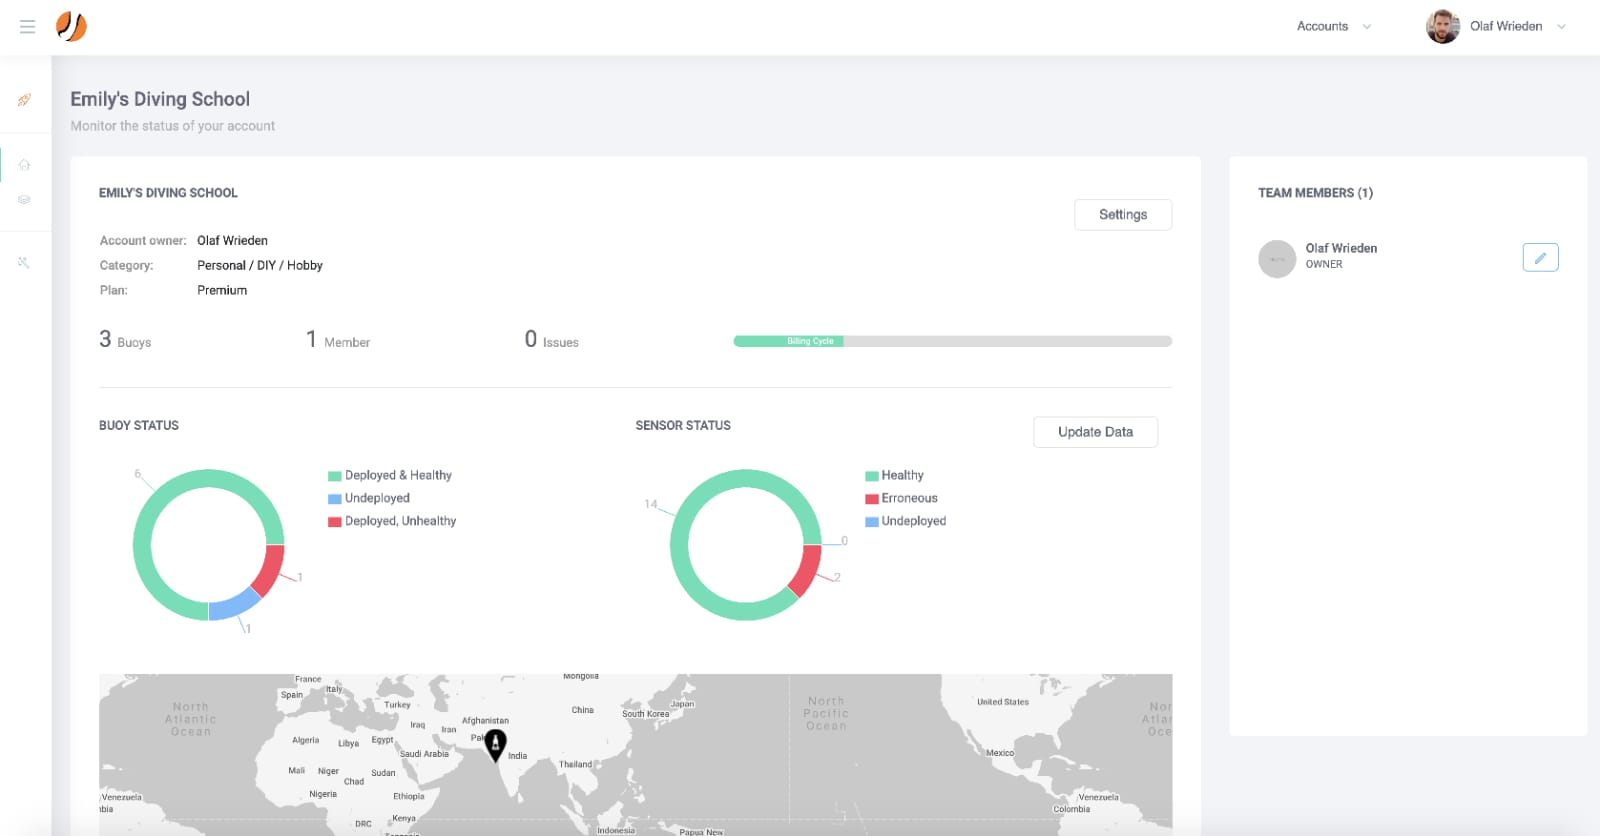 Accounts
Olaf Wrieden
Emily's Diving School
Monitor the status of your account
EMILY'S DIVING SCHOOL
Settings
Account owner: Olaf Wrieden
Category: Personal / DIY / Hobby
Plan: Premium
3 Buoys
1 Member
0 Issues
Billing Cycle
TEAM MEMBERS (1)
Olaf Wrieden
OWNER
BUOY STATUS
6
1
1
Deployed & Healthy
Undeployed
Deployed, Unhealthy
SENSOR STATUS
Update Data
14
0
2
Healthy
Erroneous
Undeployed
France
Mongolia
Spain
Italy
Turkey
North
Atlantic
Ocean
Afghanistan
China
South Korea
Japan
North
Pacific
Ocean
United States
Nor
Atlar
Oce
Algeria
Libya
Egypt
Iraq
Iran
Pak
Saudi Arabia
India
Thailand
Mexico
Mali
Niger
Chad
Sudan
Nigeria
Ethiopia
Venezuela
bia
Venezuela
Colombia
DRC
Kenya
Indonesia
Papua New